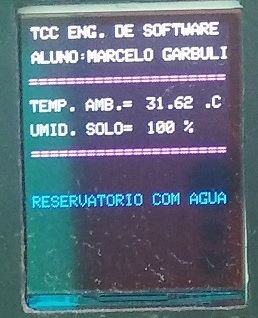 TCC ENG. DE SOFTWARE
ALUNO:MARCELO GARBULI
====================
TEMP. AMB.= 31.62 .C
UMID. SOLO= 100 %
====================
RESERVATORIO COM AGUA